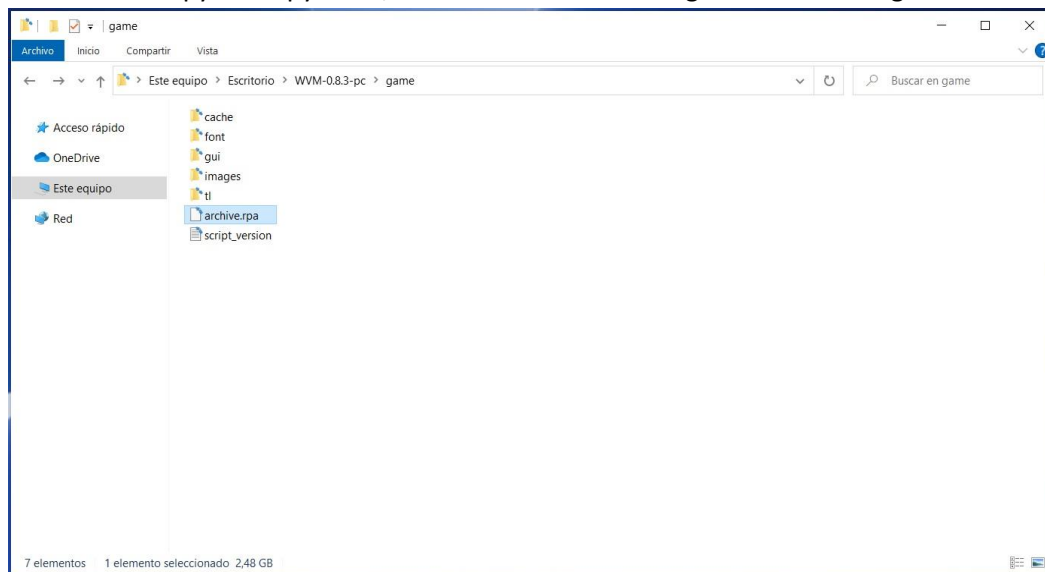 game
Archivo Inicio Compartir Vista
Este equipo > Escritorio > WVM-0.8.3-pc > game
Buscar en game
Acceso rápido
OneDrive
Este equipo
Red
cache
font
gui
images
tl
archive.rpa
script_version
7 elementos 1 elemento seleccionado 2,48 GB